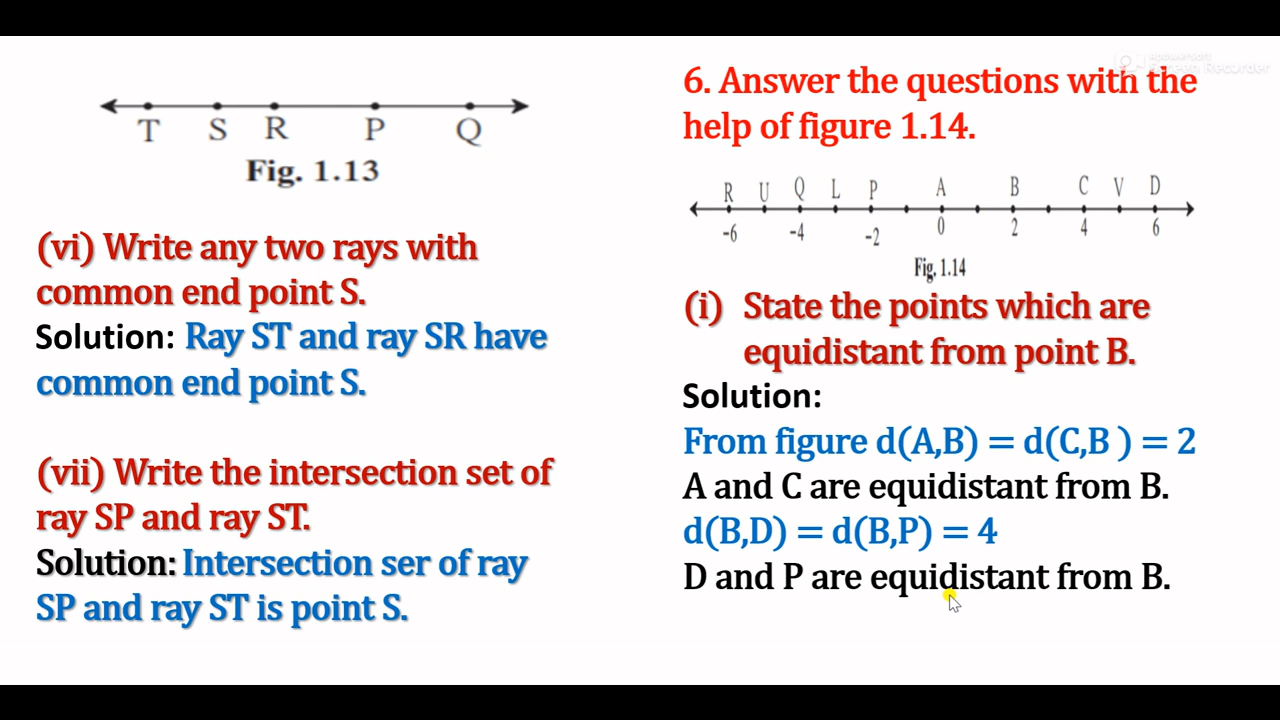 T S R P Q
Fig. 1.13
(vi) Write any two rays with
common end point S.
Solution: Ray ST and ray SR have
common end point S.
(vii) Write the intersection set of
ray SP and ray ST.
Solution: Intersection ser of ray
SP and ray ST is point S.
Apowersoft
Screen Recorder
6. Answer the questions with the
help of figure 1.14.
R U Q L P A B C V D
-6 -4 -2 0 2 4 6
Fig. 1.14
(i) State the points which are
equidistant from point B.
Solution:
From figure d(A,B) = d(C,B ) = 2
A and C are equidistant from B.
d(B,D) = d(B,P) = 4
D and P are equidistant from B.